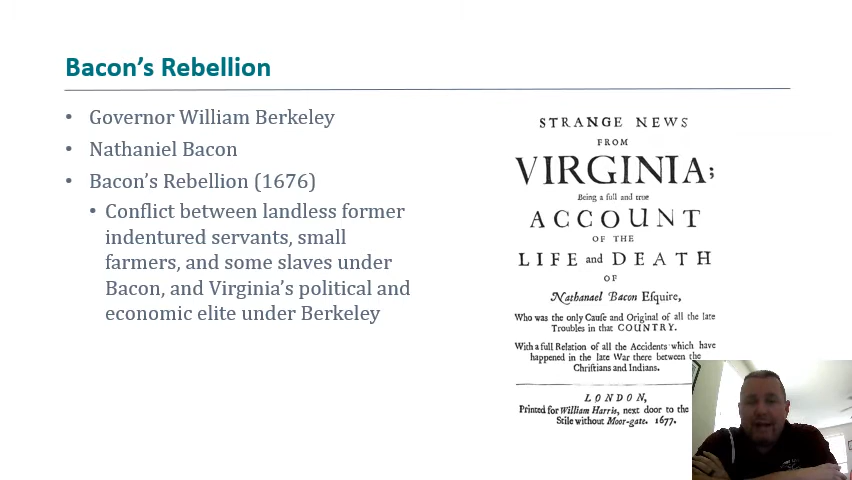 Bacon's Rebellion
• Governor William Berkeley
• Nathaniel Bacon
• Bacon's Rebellion (1676)
• Conflict between landless former
indentured servants, small
farmers, and some slaves under
Bacon, and Virginia's political and
economic elite under Berkeley
STRANGE NEWS
FROM
VIRGINIA;
Being a full and true
ACCOUNT
OF THE
LIFE and DEATH
OF
Nathanael Bacon Eſquire,
Who was the only Cauſe and Original of all the late
Troubles in that COUNTRY.
With a full Relation of all the Accidents which have
happened in the late War there between the
Chriſtians and Indians.
LONDON,
Printed for William Harris, next door to the
Stile without Moor-gate. 1677.